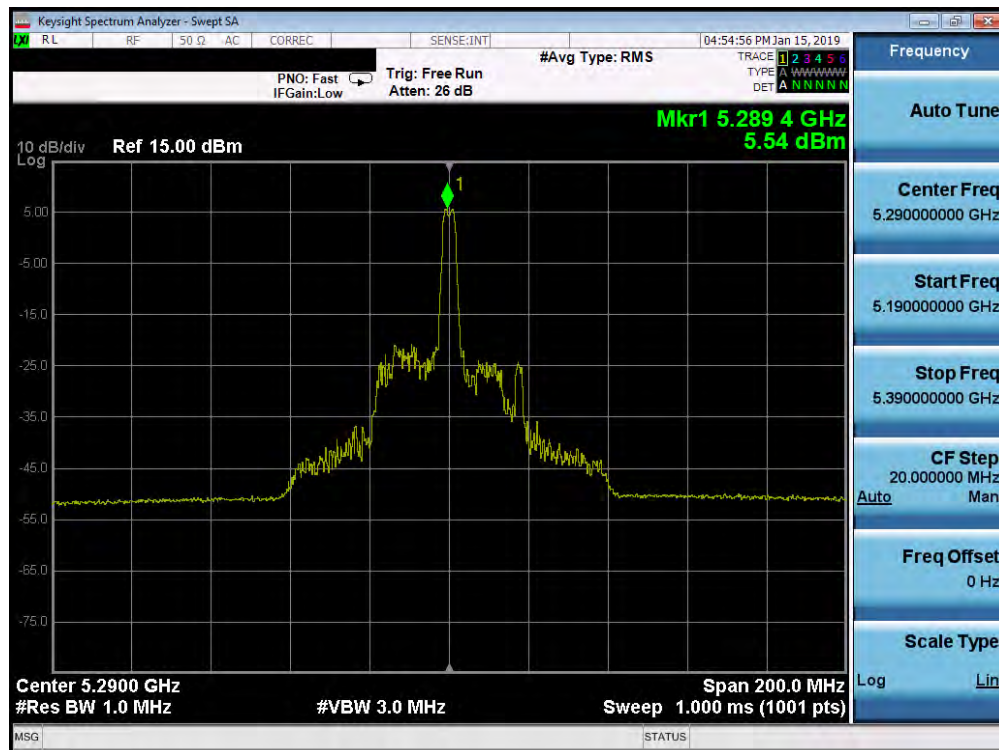 Keysight Spectrum Analyzer - Swept SA
LXI RL RF 50 Ω AC CORREC SENSE:INT 04:54:56 PM Jan 15, 2019
#Avg Type: RMS TRACE 1 2 3 4 5 6
PNO: Fast Trig: Free Run TYPE A WWWWW
IFGain:Low Atten: 26 dB DET A N N N N N
Mkr1 5.289 4 GHz
5.54 dBm
10 dB/div Ref 15.00 dBm
Log
1
5.00
-5.00
-15.0
-25.0
-35.0
-45.0
-55.0
-65.0
-75.0
Center 5.2900 GHz Span 200.0 MHz
#Res BW 1.0 MHz #VBW 3.0 MHz Sweep 1.000 ms (1001 pts)
MSG STATUS
Frequency
Auto Tune
Center Freq
5.290000000 GHz
Start Freq
5.190000000 GHz
Stop Freq
5.390000000 GHz
CF Step
20.000000 MHz
Auto Man
Freq Offset
0 Hz
Scale Type
Log Lin